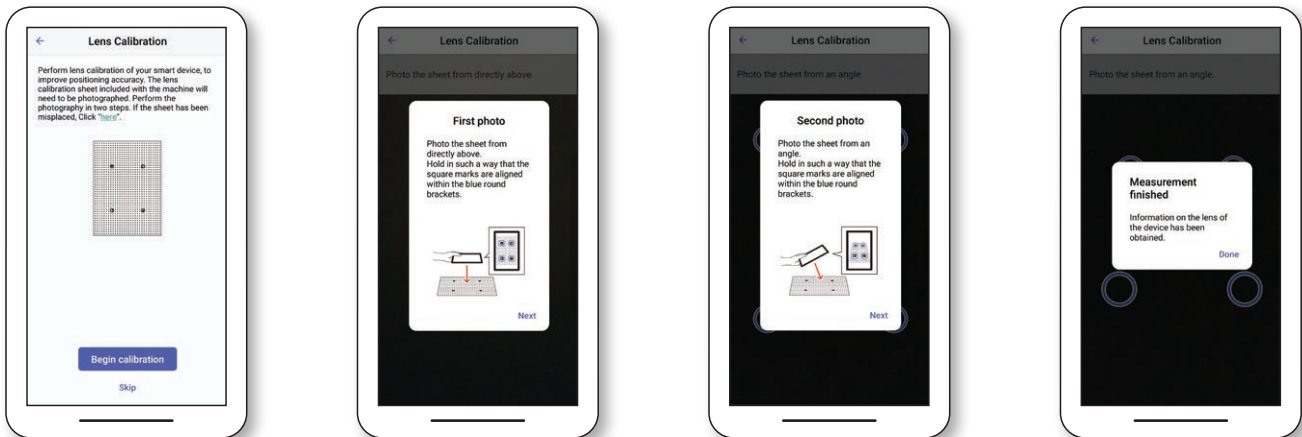 Lens Calibration
Perform lens calibration of your smart device, to
improve positioning accuracy. The lens
calibration sheet included with the machine will
need to be photographed. Perform the
photography in two steps. If the sheet has been
misplaced, Click "here".
Begin calibration
Skip
Lens Calibration
Photo the sheet from directly above.
First photo
Photo the sheet from
directly above.
Hold in such a way that the
square marks are aligned
within the blue round
brackets.
Next
Lens Calibration
Photo the sheet from an angle.
Second photo
Photo the sheet from an
angle.
Hold in such a way that the
square marks are aligned
within the blue round
brackets.
Next
Lens Calibration
Photo the sheet from an angle.
Measurement
finished
Information on the lens of
the device has been
obtained.
Done